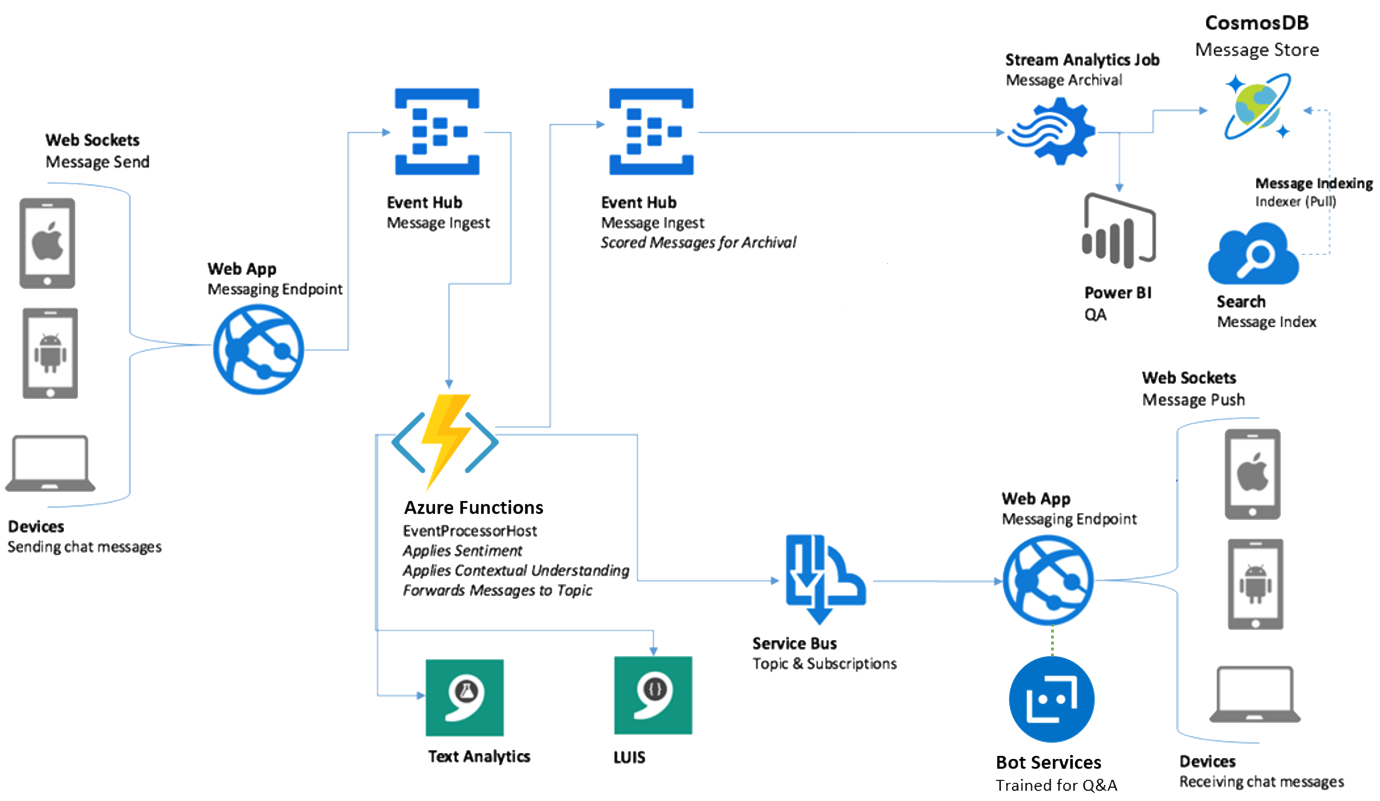 CosmosDB
Message Store
Stream Analytics Job
Message Archival
Web Sockets
Message Send
Message Indexing
Indexer (Pull)
Event Hub
Message Ingest
Event Hub
Message Ingest
Scored Messages for Archival
Web App
Messaging Endpoint
Power BI
QA
Search
Message Index
Web Sockets
Message Push
Azure Functions
EventProcessorHost
Applies Sentiment
Applies Contextual Understanding
Forwards Messages to Topic
Web App
Messaging Endpoint
Devices
Sending chat messages
Service Bus
Topic & Subscriptions
Text Analytics
LUIS
Bot Services
Trained for Q&A
Devices
Receiving chat messages